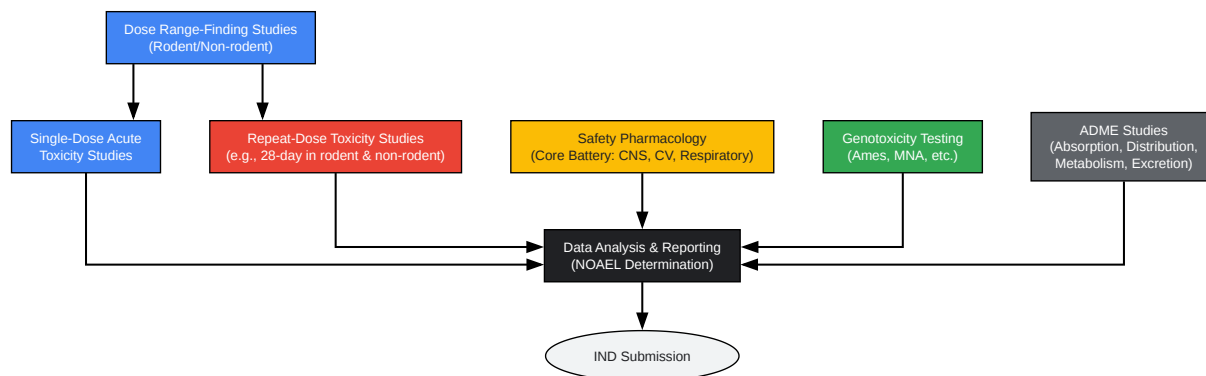 Dose Range-Finding Studies
(Rodent/Non-rodent)
Single-Dose Acute
Toxicity Studies
Repeat-Dose Toxicity Studies
(e.g., 28-day in rodent & non-rodent)
Safety Pharmacology
(Core Battery: CNS, CV, Respiratory)
Genotoxicity Testing
(Ames, MNA, etc.)
ADME Studies
(Absorption, Distribution,
Metabolism, Excretion)
Data Analysis & Reporting
(NOAEL Determination)
IND Submission